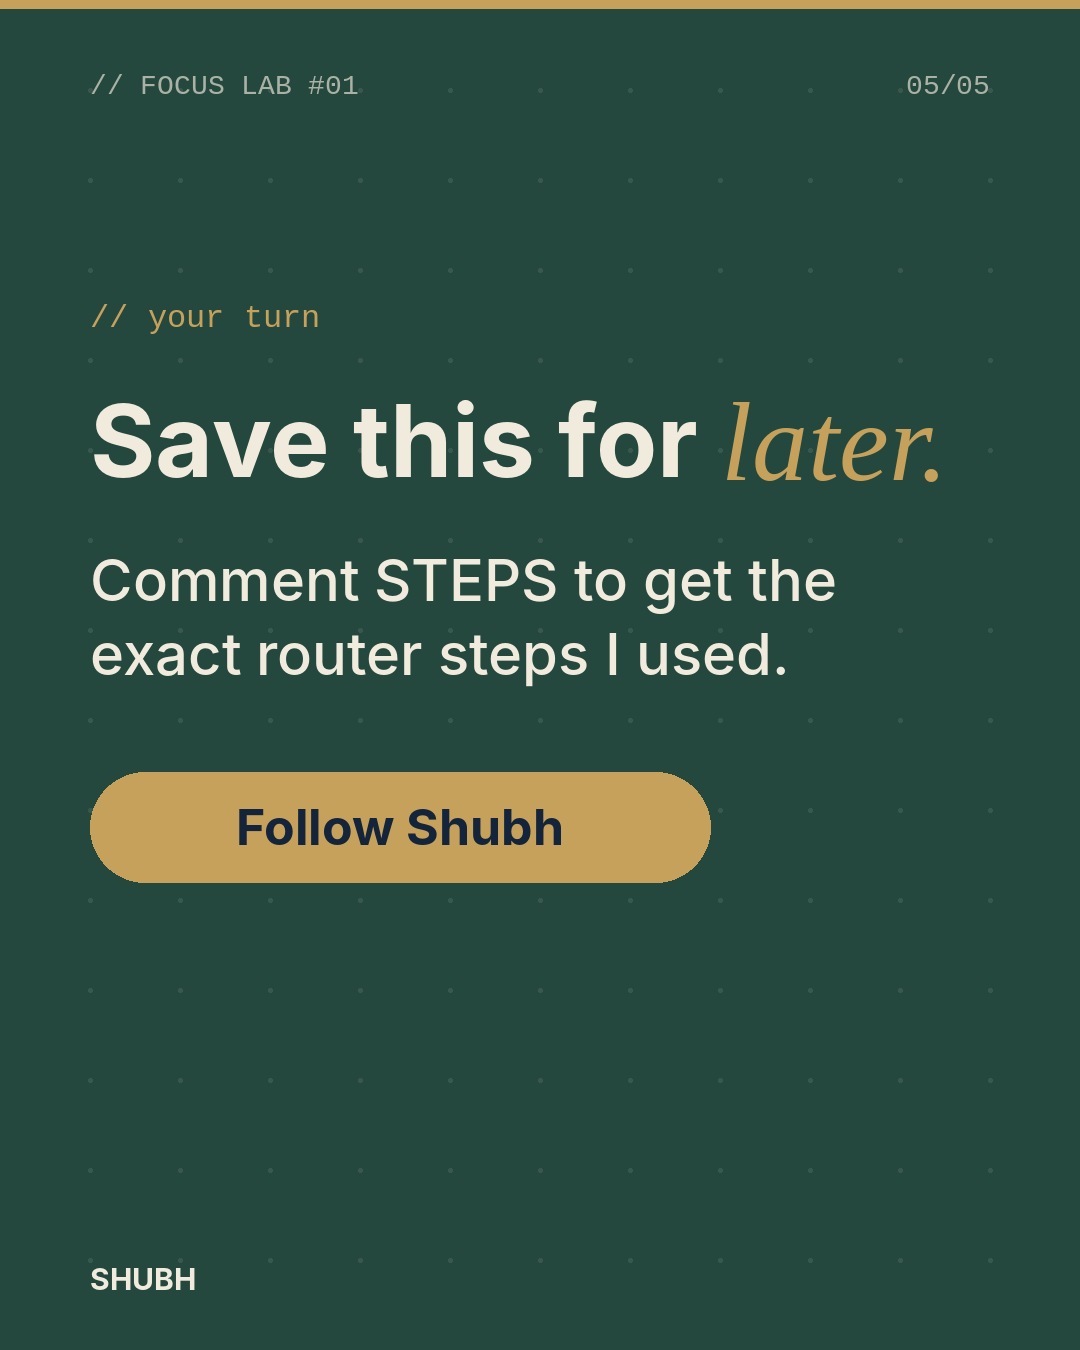 // FOCUS LAB #01
05/05
// your turn
Save this for later.
Comment STEPS to get the
exact router steps I used.
Follow Shubh
SHUBH